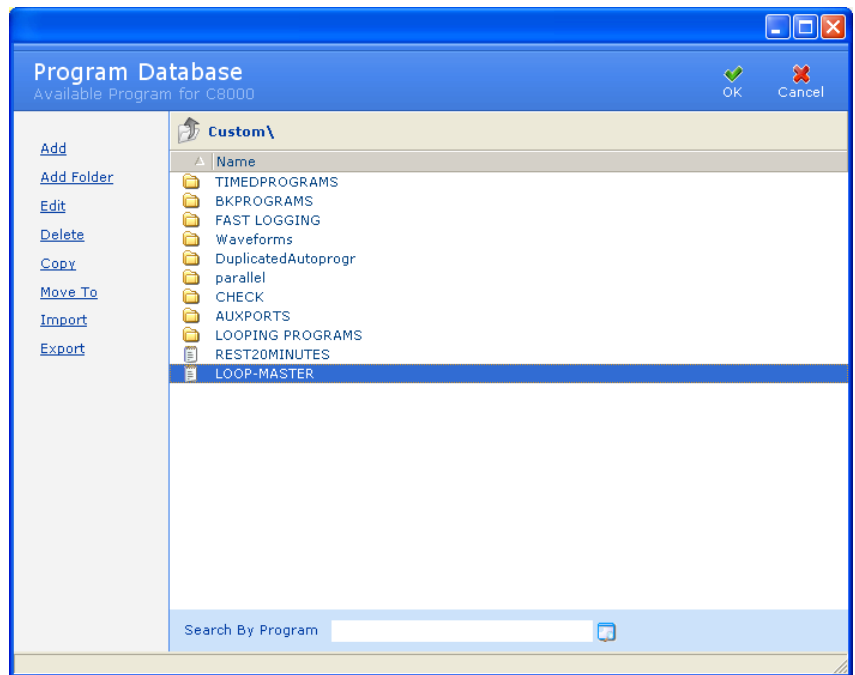 Program Database
Available Program for C8000
OK
Cancel
Add
Add Folder
Edit
Delete
Copy
Move To
Import
Export
Custom\
Name
TIMEDPROGRAMS
BKPROGRAMS
FAST LOGGING
Waveforms
DuplicatedAutoprogr
parallel
CHECK
AUXPORTS
LOOPING PROGRAMS
REST20MINUTES
LOOP-MASTER
Search By Program